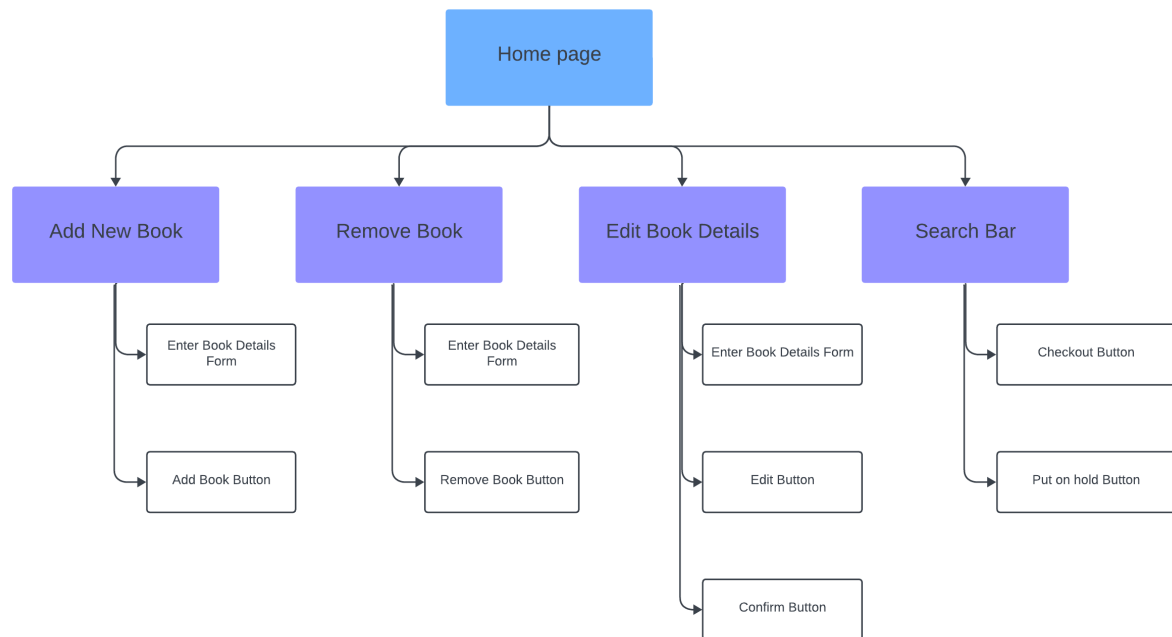 Home page
Add New Book
Remove Book
Edit Book Details
Search Bar
Enter Book Details
Form
Enter Book Details
Form
Enter Book Details Form
Checkout Button
Add Book Button
Remove Book Button
Edit Button
Put on hold Button
Confirm Button